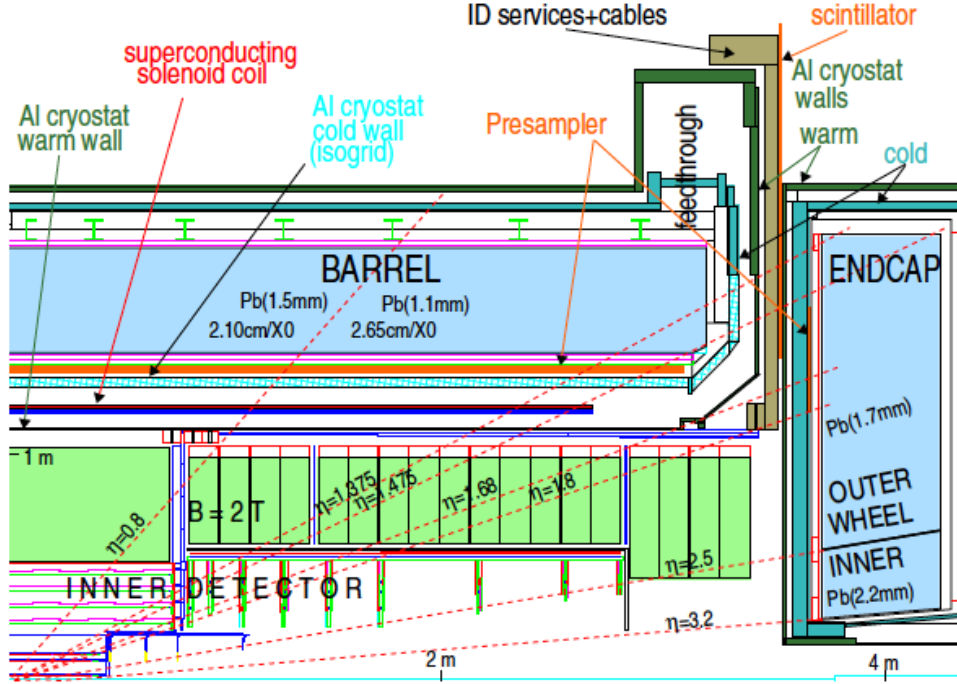 ID services+cables
scintillator
superconducting
solenoid coil
Al cryostat
walls
Al cryostat
cold wall
(isogrid)
Al cryostat
warm wall
Presampler
warm
cold
feedthrough
BARREL
ENDCAP
Pb(1.5mm)
Pb(1.1mm)
2.10cm/X0
2.65cm/X0
Pb(1.7mm)
1 m
η=1.375
η=1.475
η=1.68
η=1.8
OUTER
WHEEL
B = 2 T
η=0.8
INNER
η=2.5
INNER DETECTOR
Pb(2.2mm)
η=3.2
2 m
4 m